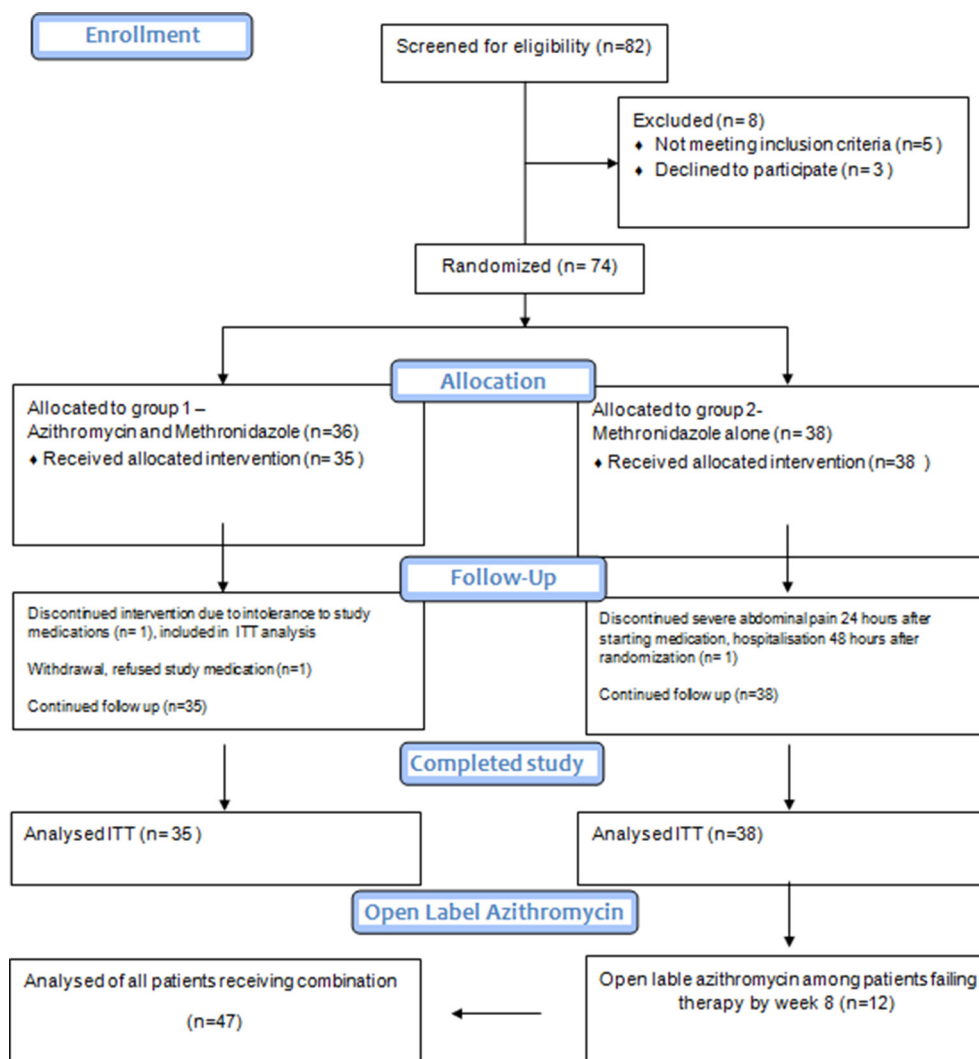 Enrollment
Screened for eligibility (n=82)
Excluded (n= 8)
♦ Not meeting inclusion criteria (n=5 )
♦ Declined to participate (n= 3 )
Randomized (n= 74)
Allocation
Allocated to group 1 –
Azithromycin and Methronidazole (n=36)
♦ Received allocated intervention (n= 35 )
Allocated to group 2-
Methronidazole alone (n= 38)
♦ Received allocated intervention (n=38 )
Follow-Up
Discontinued intervention due to intolerance to study
medications (n= 1), included in ITT analysis
Withdrawal, refused study medication (n=1)
Continued follow up (n=35)
Discontinued severe abdominal pain 24 hours after
starting medication, hospitalisation 48 hours after
randomization (n= 1)
Continued follow up (n=38)
Completed study
Analysed ITT (n= 35 )
Analysed ITT (n=38)
Open Label Azithromycin
Analysed of all patients receiving combination
(n=47)
Open lable azithromycin among patients failing
therapy by week 8 (n=12)